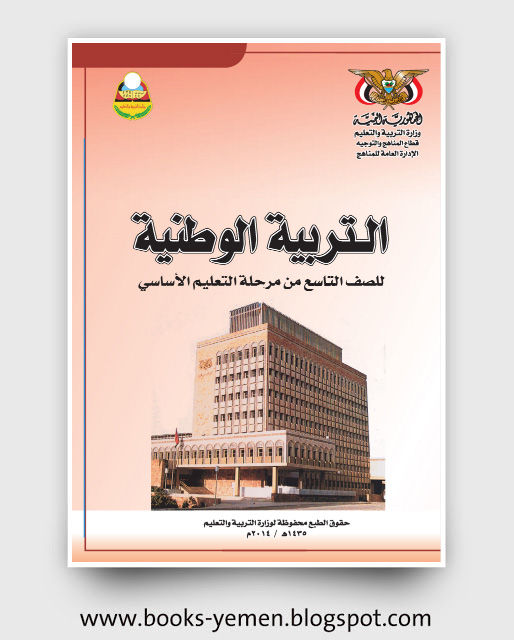 الجمهورية اليمنية
وزارة التربية والتعليم
قطاع المناهج والتوجيه
الإدارة العامة للمناهج
التربية الوطنية
للصف التاسع من مرحلة التعليم الأساسي
حقوق الطبع محفوظة لوزارة التربية والتعليم
١٤٣٥هـ / ٢٠١٤م
www.books-yemen.blogspot.com